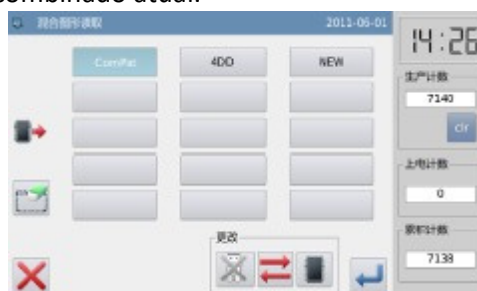 combinado atual.
混合图形读取 2011-06-01
14:26
ComPat 4DO NEW
生产计数
7140
clr
上电计数
0
更改
累积计数
7138